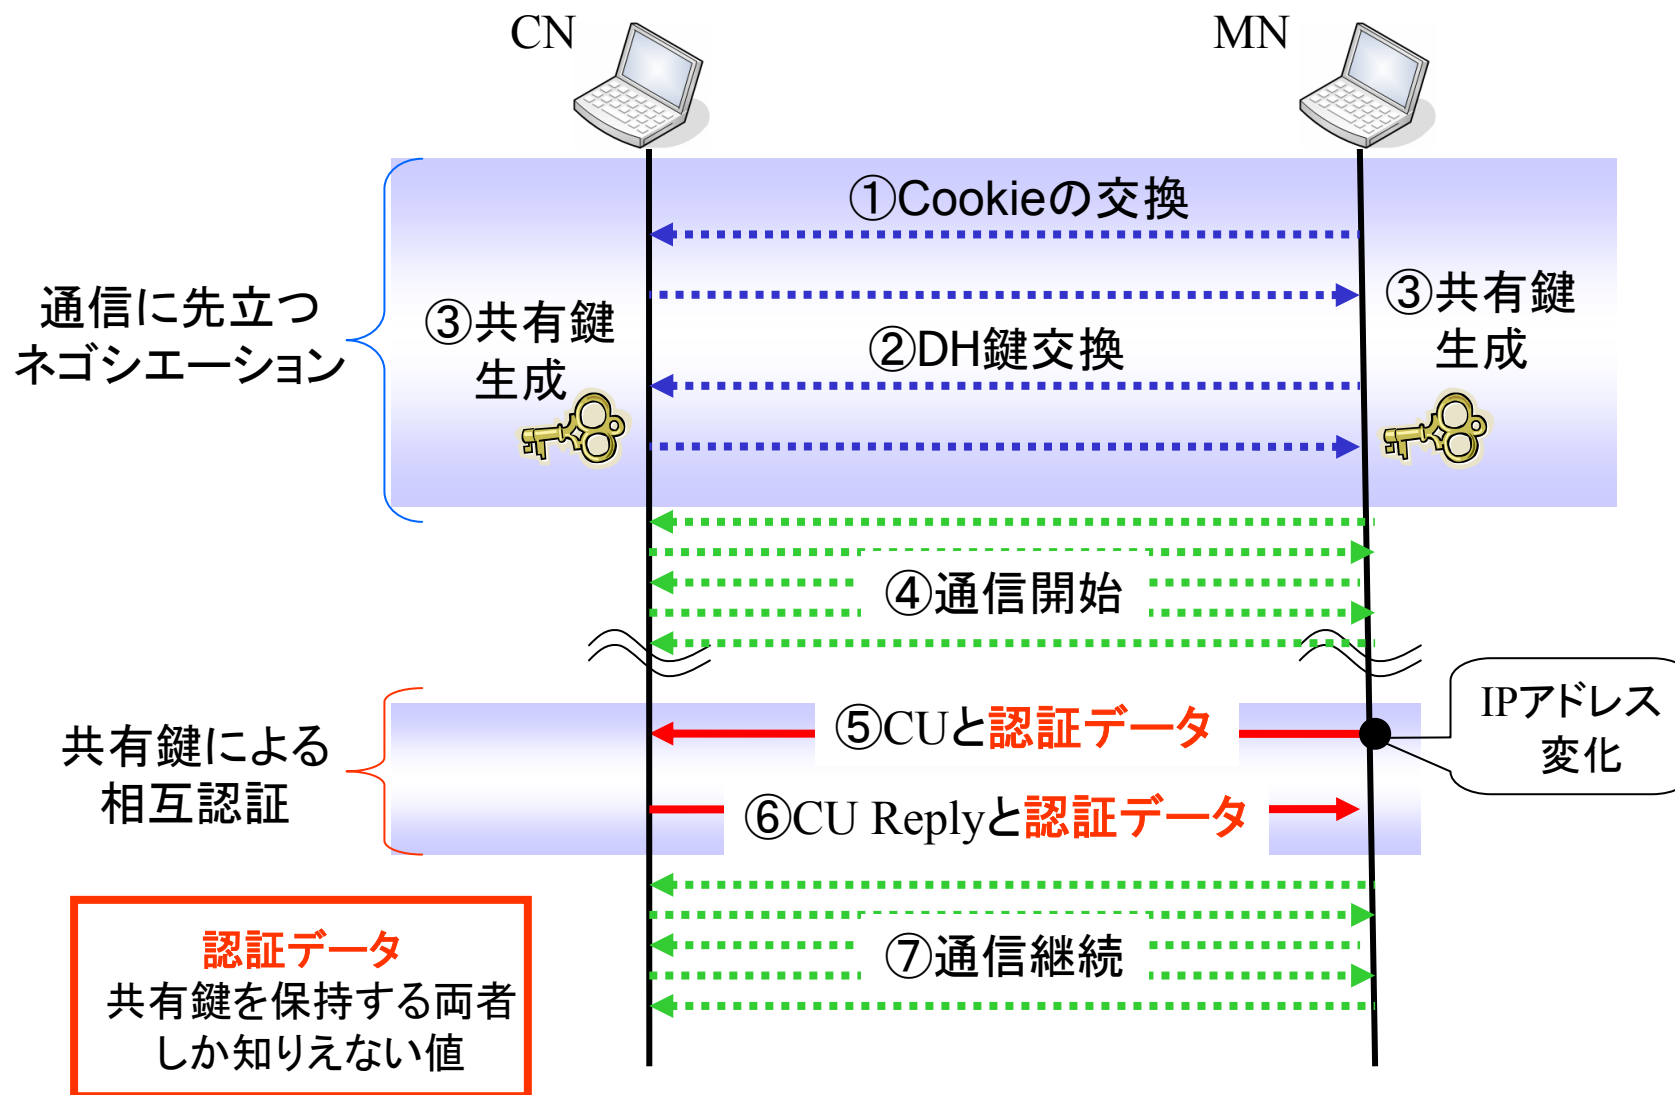 CN
MN
①Cookieの交換
通信に先立つ
ネゴシエーション
③共有鍵
生成
③共有鍵
生成
②DH鍵交換
④通信開始
IPアドレス
変化
共有鍵による
相互認証
⑤CUと認証データ
⑥CU Replyと認証データ
⑦通信継続
認証データ
共有鍵を保持する両者
しか知りえない値